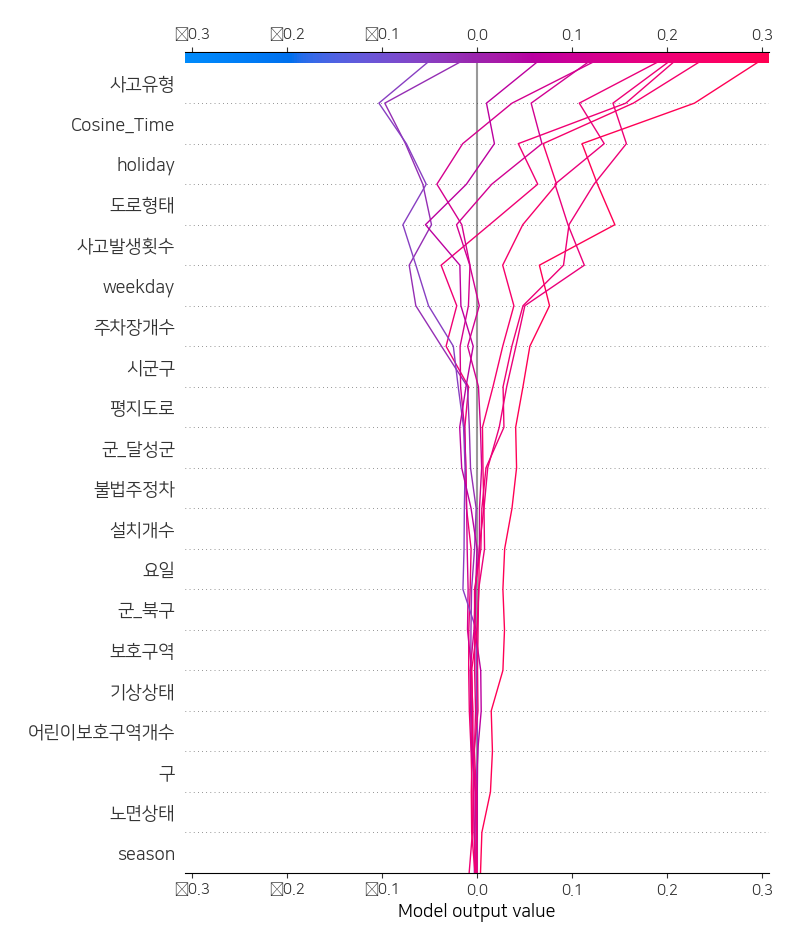 ☒0.3 ☒0.2 ☒0.1 0.0 0.1 0.2 0.3
사고유형
Cosine_Time
holiday
도로형태
사고발생횟수
weekday
주차장개수
시군구
평지도로
군_달성군
불법주정차
설치개수
요일
군_북구
보호구역
기상상태
어린이보호구역개수
구
노면상태
season
☒0.3 ☒0.2 ☒0.1 0.0 0.1 0.2 0.3
Model output value